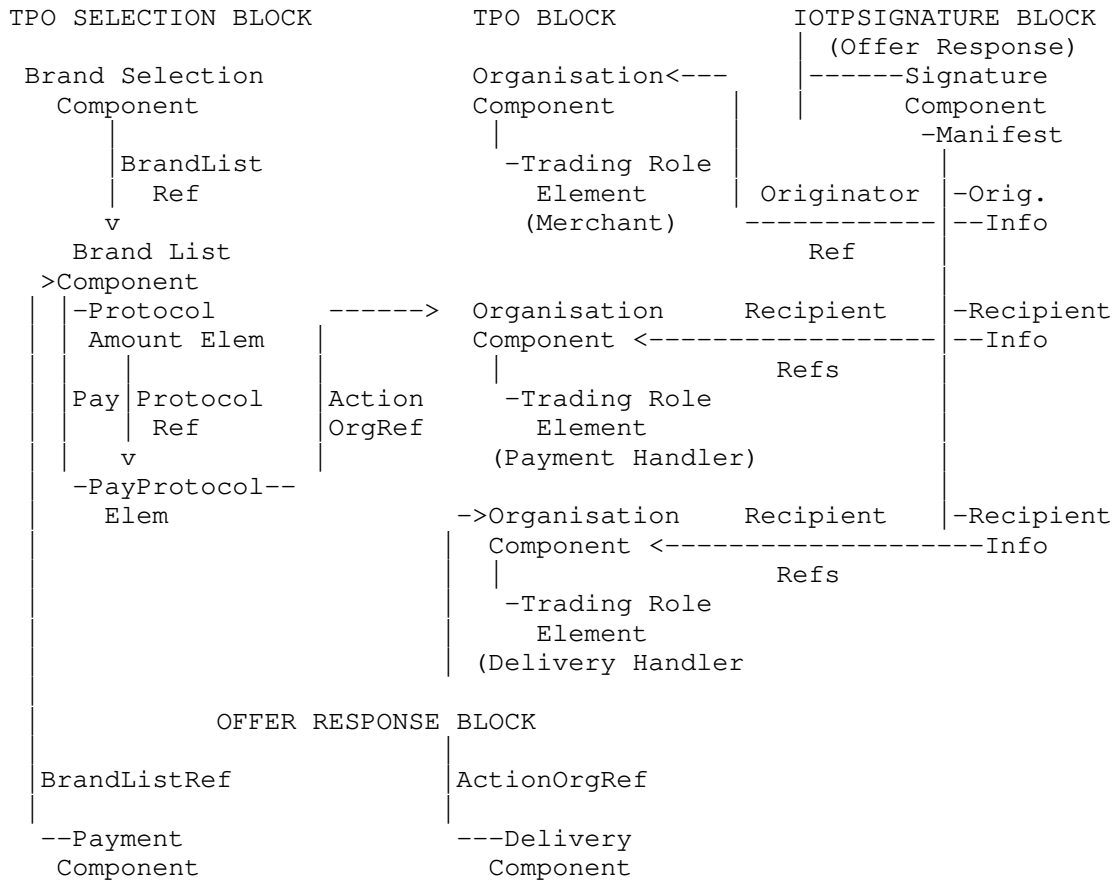 TPO SELECTION BLOCK TPO BLOCK IOTPSIGNATURE BLOCK
| (Offer Response)
Brand Selection Organisation<--- |------Signature
Component Component | | Component
| | | -Manifest
|BrandList -Trading Role | |
| Ref Element | Originator |-Orig.
v (Merchant) ------------|--Info
Brand List Ref |
>Component |
| |-Protocol ------> Organisation Recipient |-Recipient
| | Amount Elem | Component <------------------|--Info
| | | | | Refs |
| |Pay|Protocol |Action -Trading Role |
| | | Ref |OrgRef Element |
| | v | (Payment Handler) |
| -PayProtocol-- |
| Elem ->Organisation Recipient |-Recipient
| | Component <--------------------Info
| | | Refs
| | -Trading Role
| | Element
| | (Delivery Handler
|
| OFFER RESPONSE BLOCK
| |
|BrandListRef |ActionOrgRef
| |
--Payment ---Delivery
Component Component